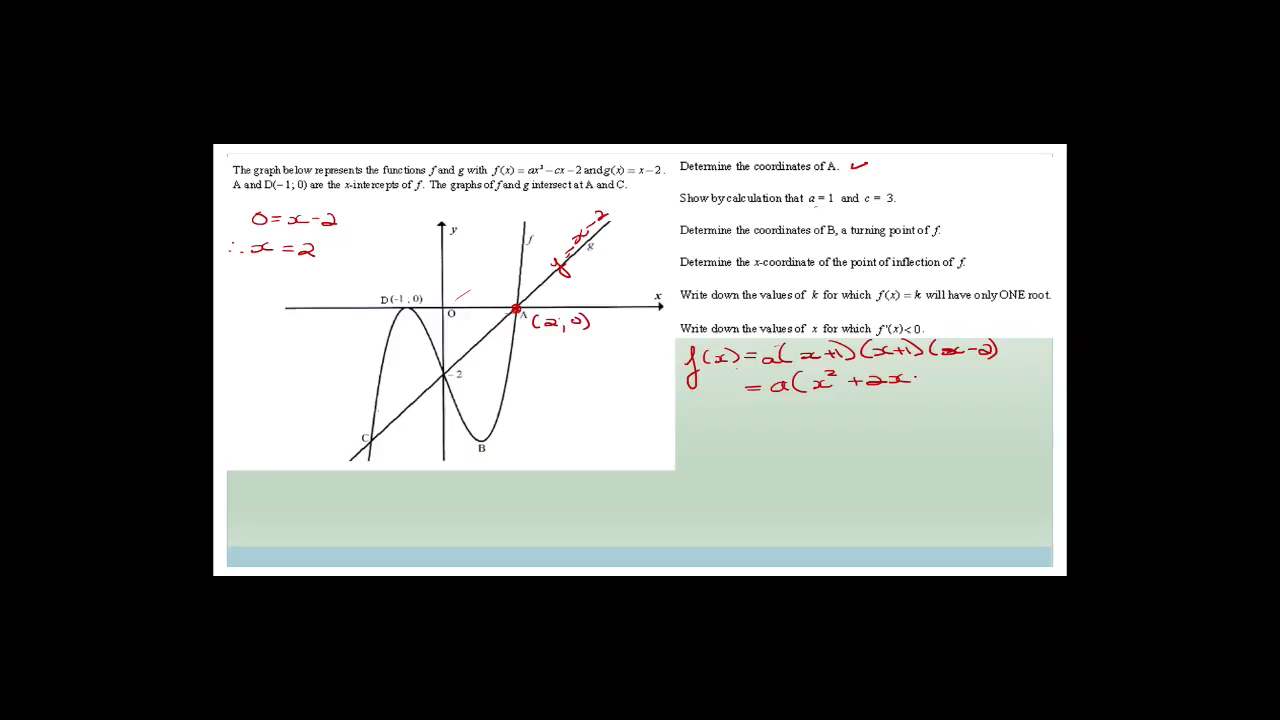 The graph below represents the functions f and g with f(x) = ax³ − cx − 2 and g(x) = x − 2.
A and D(−1; 0) are the x-intercepts of f. The graphs of f and g intersect at A and C.
0 = x − 2
∴ x = 2
y
f
y = x − 2
g
D(-1 ; 0)
O
x
A
(2; 0)
−2
C
B
Determine the coordinates of A. ✓
Show by calculation that a = 1 and c = 3.
Determine the coordinates of B, a turning point of f.
Determine the x-coordinate of the point of inflection of f.
Write down the values of k for which f(x) = k will have only ONE root.
Write down the values of x for which f'(x) < 0.
f(x) = a(x+1)(x+1)(x−2)
= a(x² + 2x